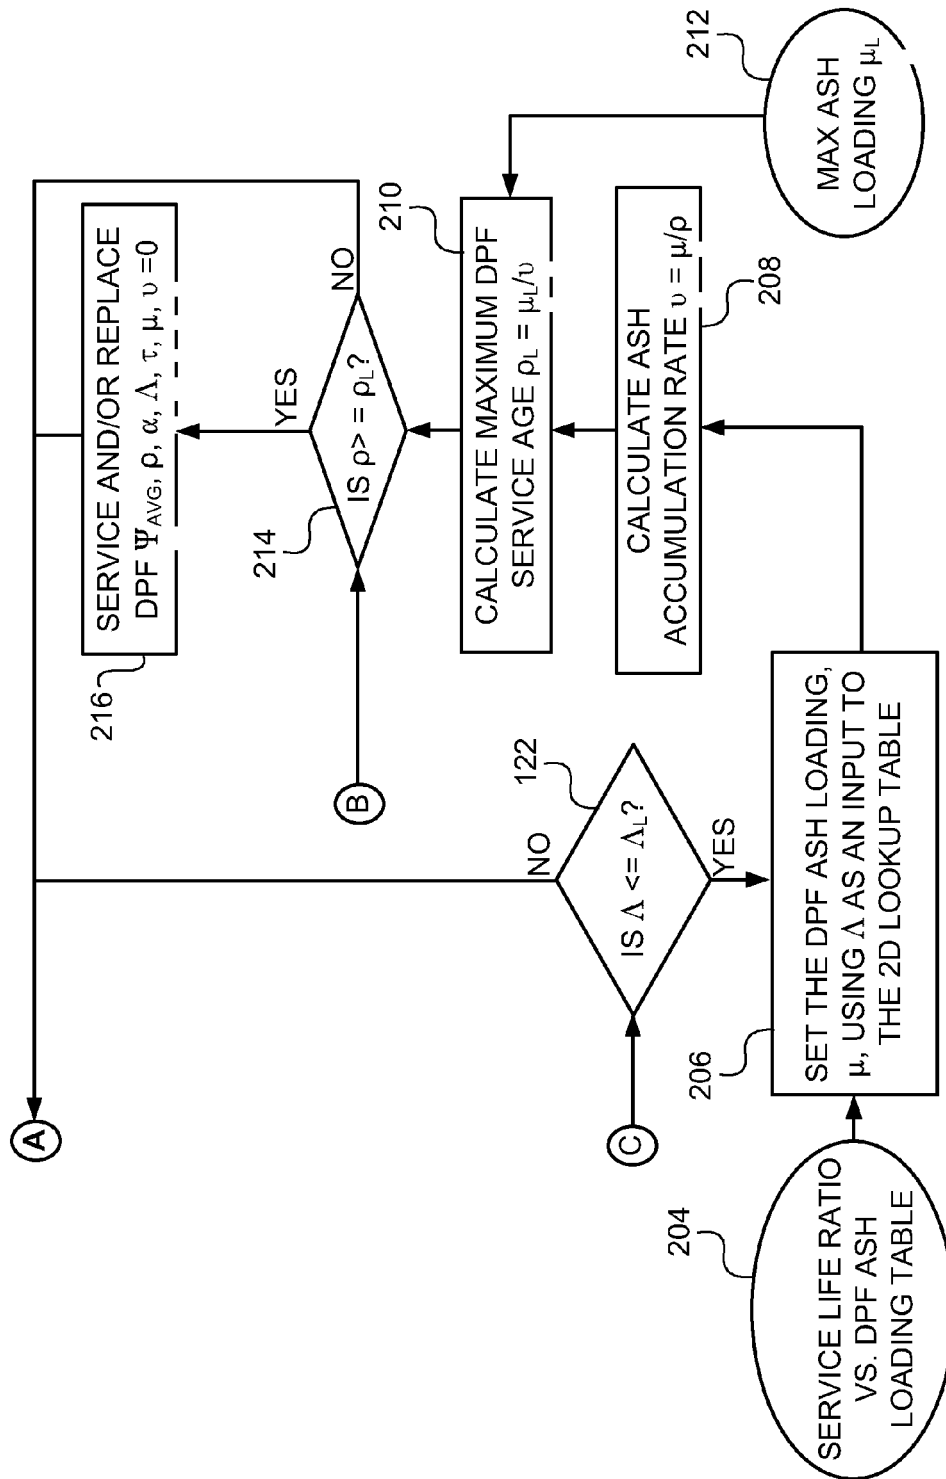 A
C
IS Λ <= Λ_L?
122
NO
YES
204
SERVICE LIFE RATIO
VS. DPF ASH
LOADING TABLE
206
SET THE DPF ASH LOADING,
μ, USING Λ AS AN INPUT TO
THE 2D LOOKUP TABLE
B
216
SERVICE AND/OR REPLACE
DPF Ψ_AVG, ρ, α, Λ, τ, μ, υ =0
YES
214
IS ρ> = ρ_L?
NO
210
CALCULATE MAXIMUM DPF
SERVICE AGE ρ_L = μ_L/υ
CALCULATE ASH
ACCUMULATION RATE υ = μ/ρ
208
212
MAX ASH
LOADING μ_L